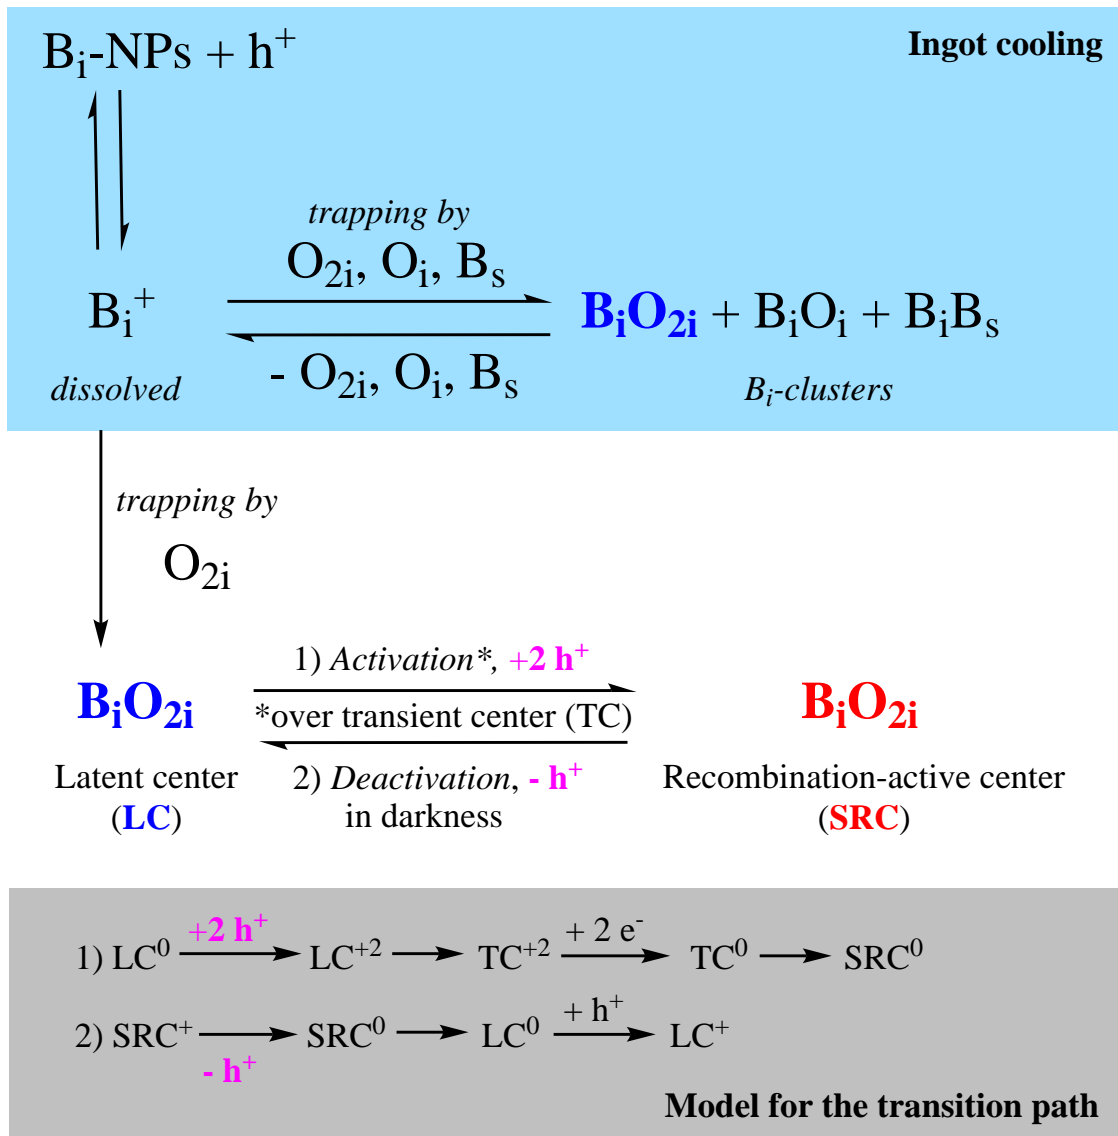 Bᵢ-NPs + h⁺
Ingot cooling
trapping by
O₂ᵢ, Oᵢ, Bₛ
Bᵢ⁺
BᵢO₂ᵢ + BᵢOᵢ + BᵢBₛ
- O₂ᵢ, Oᵢ, Bₛ
dissolved
Bᵢ-clusters
trapping by
O₂ᵢ
1) Activation*, +2 h⁺
BᵢO₂ᵢ
*over transient center (TC)
BᵢO₂ᵢ
2) Deactivation, - h⁺
in darkness
Latent center
(LC)
Recombination-active center
(SRC)
1) LC⁰ +2 h⁺ LC⁺² TC⁺² + 2 e⁻ TC⁰ SRC⁰
2) SRC⁺ - h⁺ SRC⁰ LC⁰ + h⁺ LC⁺
Model for the transition path